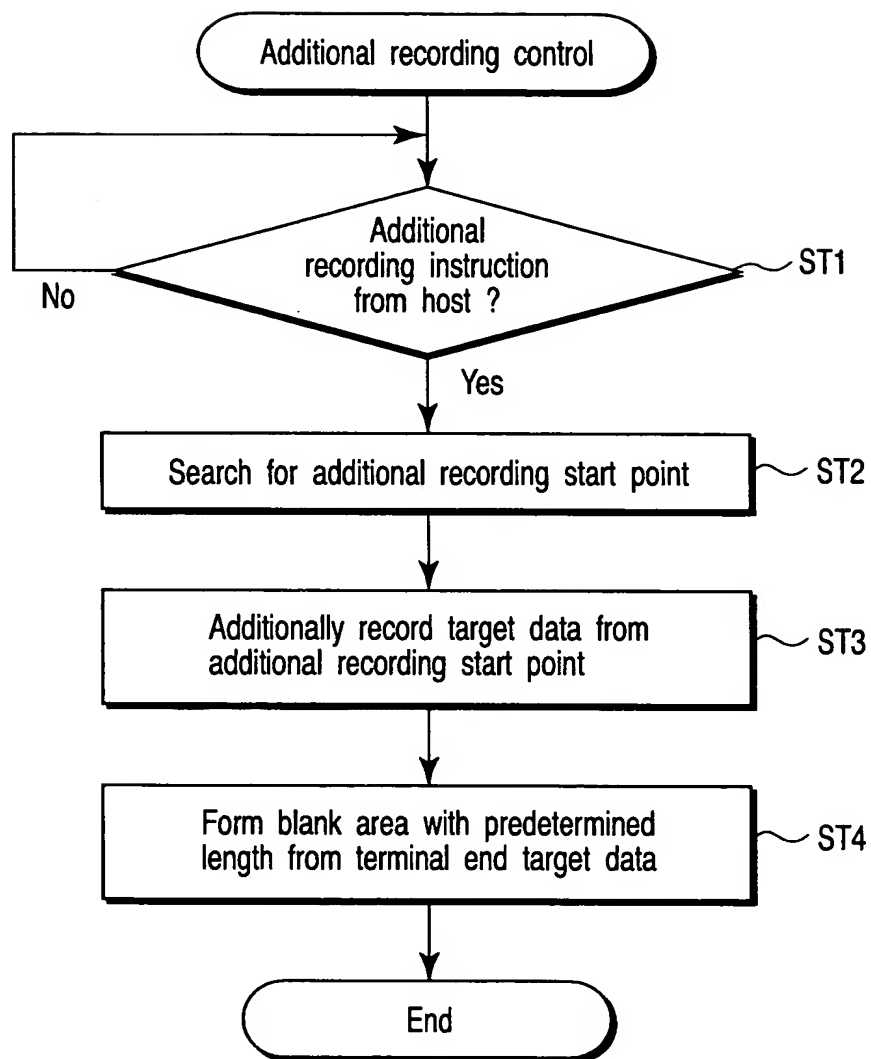 Additional recording control
Additional
recording instruction
from host ?
ST1
No
Yes
Search for additional recording start point
ST2
Additionally record target data from
additional recording start point
ST3
Form blank area with predetermined
length from terminal end target data
ST4
End